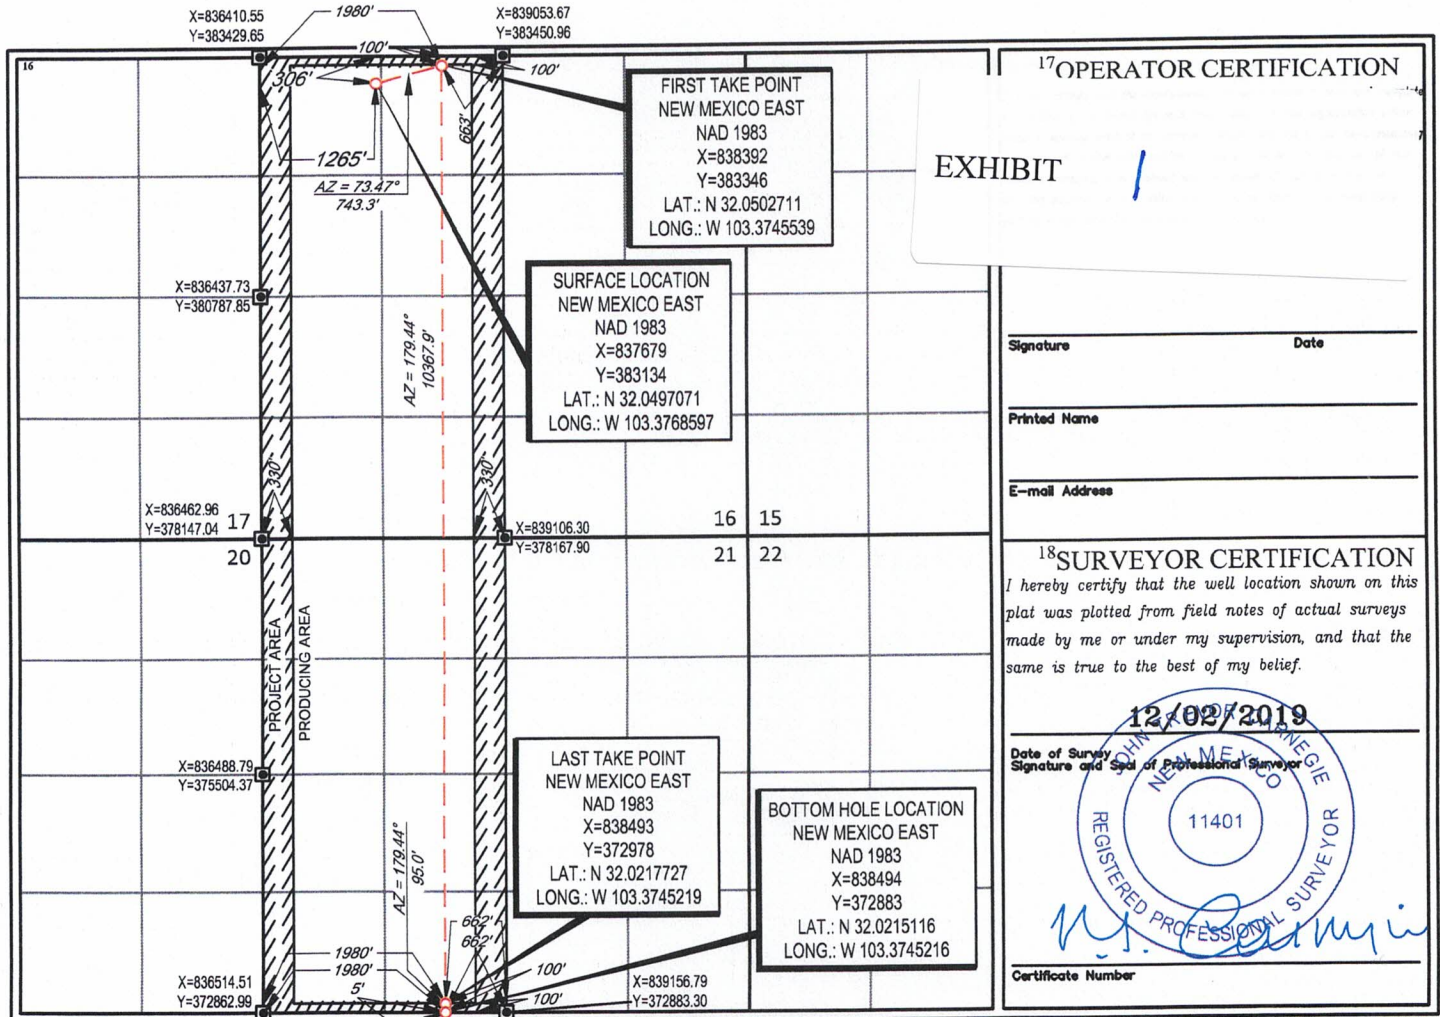 X=836410.55
Y=383429.65
1980'
X=839053.67
Y=383450.96
16
100'
306'
100'
663'
1265'
AZ = 73.47°
743.3'
FIRST TAKE POINT
NEW MEXICO EAST
NAD 1983
X=838392
Y=383346
LAT.: N 32.0502711
LONG.: W 103.3745539
SURFACE LOCATION
NEW MEXICO EAST
NAD 1983
X=837679
Y=383134
LAT.: N 32.0497071
LONG.: W 103.3768597
X=836437.73
Y=380787.85
AZ = 179.44°
10367.9'
330'
330'
X=836462.96
Y=378147.04
17
20
X=839106.30
Y=378167.90
16 15
21 22
PROJECT AREA
PRODUCING AREA
X=836488.79
Y=375504.37
LAST TAKE POINT
NEW MEXICO EAST
NAD 1983
X=838493
Y=372978
LAT.: N 32.0217727
LONG.: W 103.3745219
BOTTOM HOLE LOCATION
NEW MEXICO EAST
NAD 1983
X=838494
Y=372883
LAT.: N 32.0215116
LONG.: W 103.3745216
AZ = 179.44°
95.0'
662'
662'
1980'
1980'
5'
100'
100'
X=836514.51
Y=372862.99
X=839156.79
Y=372883.30
17 OPERATOR CERTIFICATION
EXHIBIT 1
Signature Date
Printed Name
E-mail Address
18 SURVEYOR CERTIFICATION
I hereby certify that the well location shown on this
plat was plotted from field notes of actual surveys
made by me or under my supervision, and that the
same is true to the best of my belief.
12/02/2019
Date of Survey
Signature and Seal of Professional Surveyor
JOHN TREVOR CARNEGIE
NEW MEXICO
11401
REGISTERED PROFESSIONAL SURVEYOR
Certificate Number